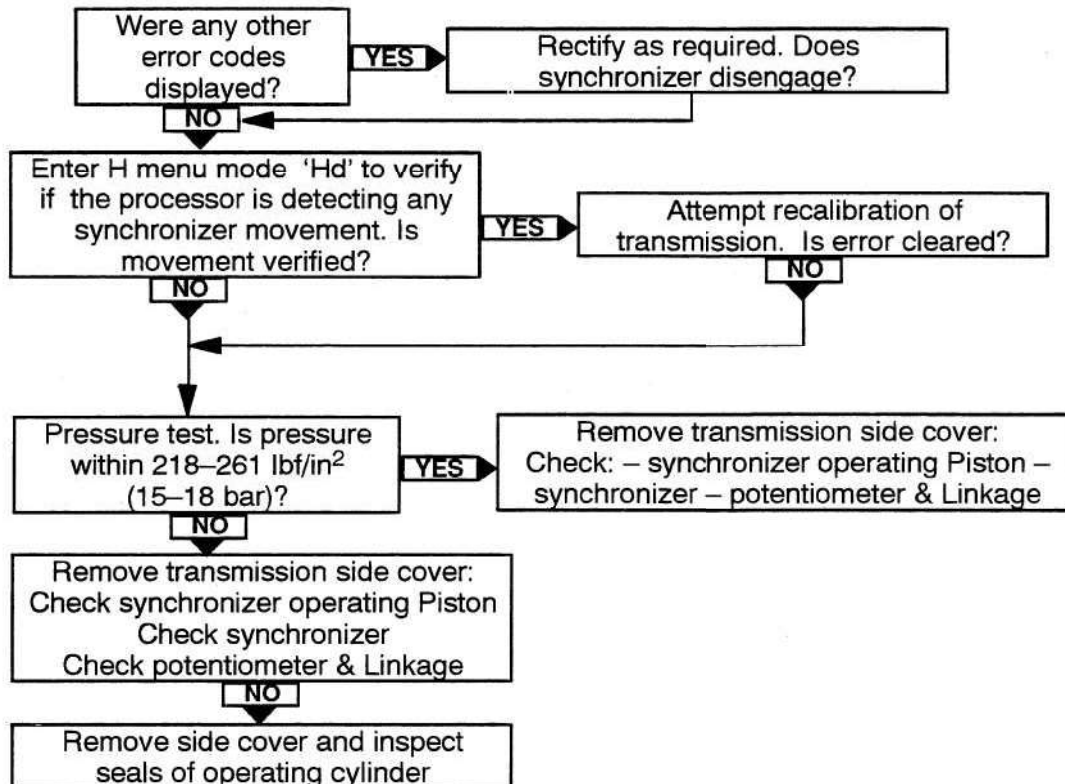 Were any other
error codes
displayed?
YES
Rectify as required. Does
synchronizer disengage?
NO
Enter H menu mode 'Hd' to verify
if the processor is detecting any
synchronizer movement. Is
movement verified?
YES
Attempt recalibration of
transmission. Is error cleared?
NO
NO
Pressure test. Is pressure
within 218–261 lbf/in²
(15–18 bar)?
YES
Remove transmission side cover:
Check: – synchronizer operating Piston –
synchronizer – potentiometer & Linkage
NO
Remove transmission side cover:
Check synchronizer operating Piston
Check synchronizer
Check potentiometer & Linkage
NO
Remove side cover and inspect
seals of operating cylinder